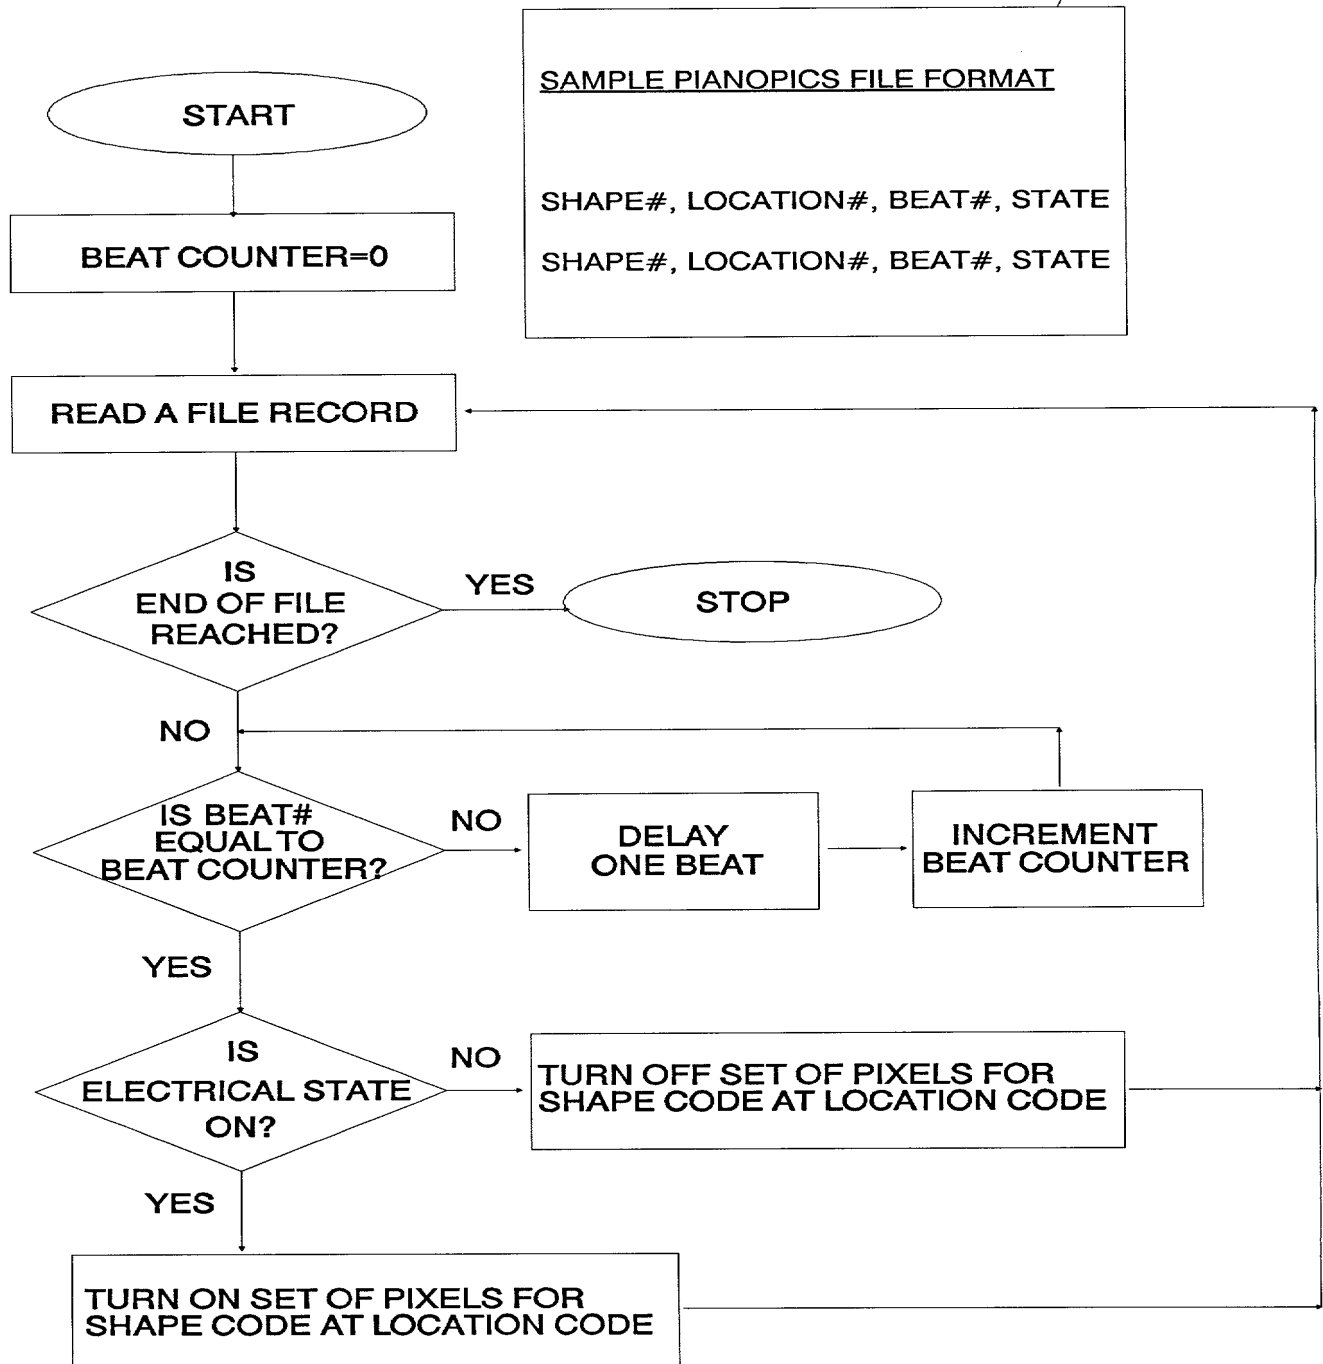 START
BEAT COUNTER=0
SAMPLE PIANOPICS FILE FORMAT
SHAPE#, LOCATION#, BEAT#, STATE
SHAPE#, LOCATION#, BEAT#, STATE
READ A FILE RECORD
IS
END OF FILE
REACHED?
YES
STOP
NO
IS BEAT#
EQUAL TO
BEAT COUNTER?
NO
DELAY
ONE BEAT
INCREMENT
BEAT COUNTER
YES
IS
ELECTRICAL STATE
ON?
NO
TURN OFF SET OF PIXELS FOR
SHAPE CODE AT LOCATION CODE
YES
TURN ON SET OF PIXELS FOR
SHAPE CODE AT LOCATION CODE